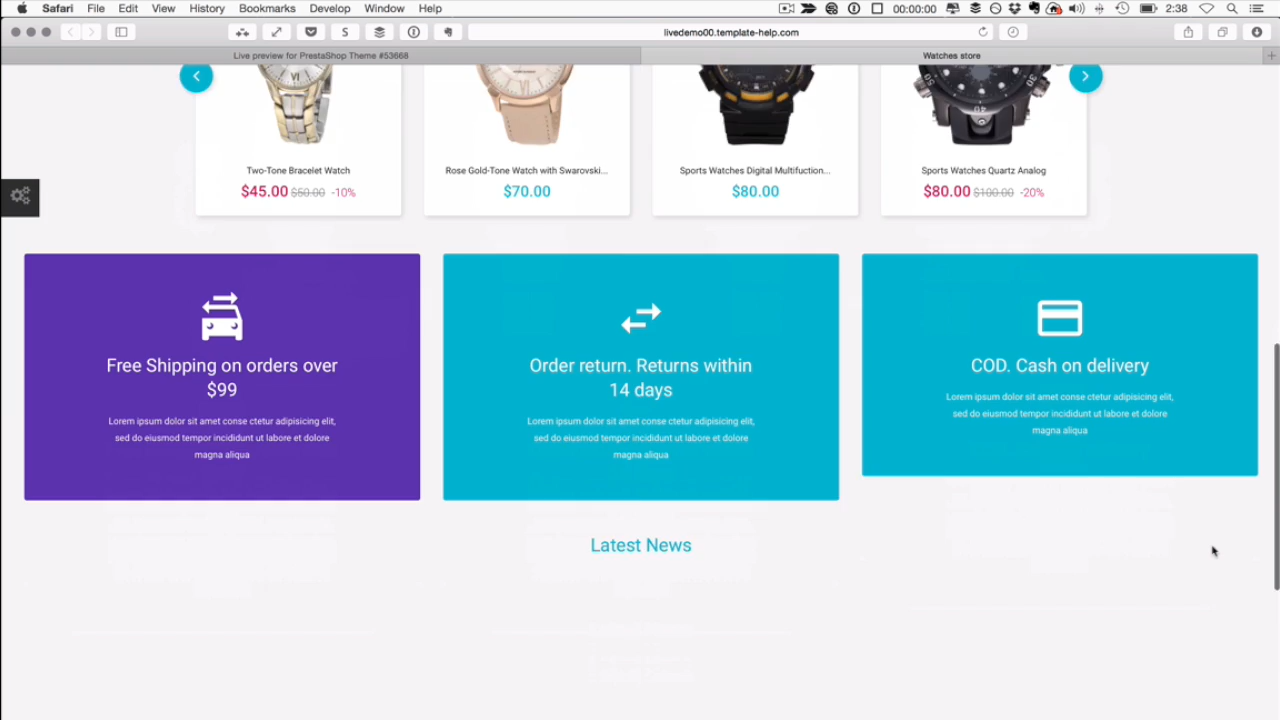 Safari File Edit View History Bookmarks Develop Window Help 00:00:00 2:38
livedemo00.template-help.com
Live preview for PrestaShop Theme #53668 Watches store
Two-Tone Bracelet Watch
$45.00 $50.00 -10%
Rose Gold-Tone Watch with Swarovski...
$70.00
Sports Watches Digital Multifuction...
$80.00
Sports Watches Quartz Analog
$80.00 $100.00 -20%
Free Shipping on orders over
$99
Lorem ipsum dolor sit amet conse ctetur adipisicing elit,
sed do eiusmod tempor incididunt ut labore et dolore
magna aliqua
Order return. Returns within
14 days
Lorem ipsum dolor sit amet conse ctetur adipisicing elit,
sed do eiusmod tempor incididunt ut labore et dolore
magna aliqua
COD. Cash on delivery
Lorem ipsum dolor sit amet conse ctetur adipisicing elit,
sed do eiusmod tempor incididunt ut labore et dolore
magna aliqua
Latest News